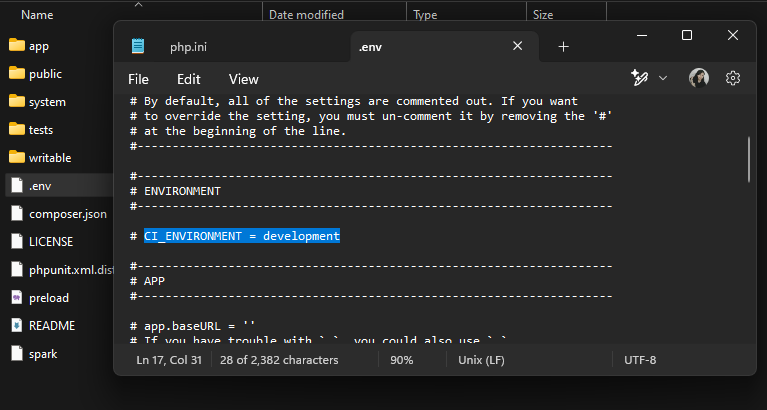 Name
Date modified
Type
Size
app
public
system
tests
writable
.env
composer.json
LICENSE
phpunit.xml.dist
preload
README
spark
php.ini
.env
File
Edit
View
# By default, all of the settings are commented out. If you want
# to override the setting, you must un-comment it by removing the '#'
# at the beginning of the line.
#--------------------------------------------------------------------
#--------------------------------------------------------------------
# ENVIRONMENT
#--------------------------------------------------------------------
# CI_ENVIRONMENT = development
#--------------------------------------------------------------------
# APP
#--------------------------------------------------------------------
# app.baseURL = ''
# If you have trouble with `.`, you could also use `_`.
Ln 17, Col 31
28 of 2,382 characters
90%
Unix (LF)
UTF-8